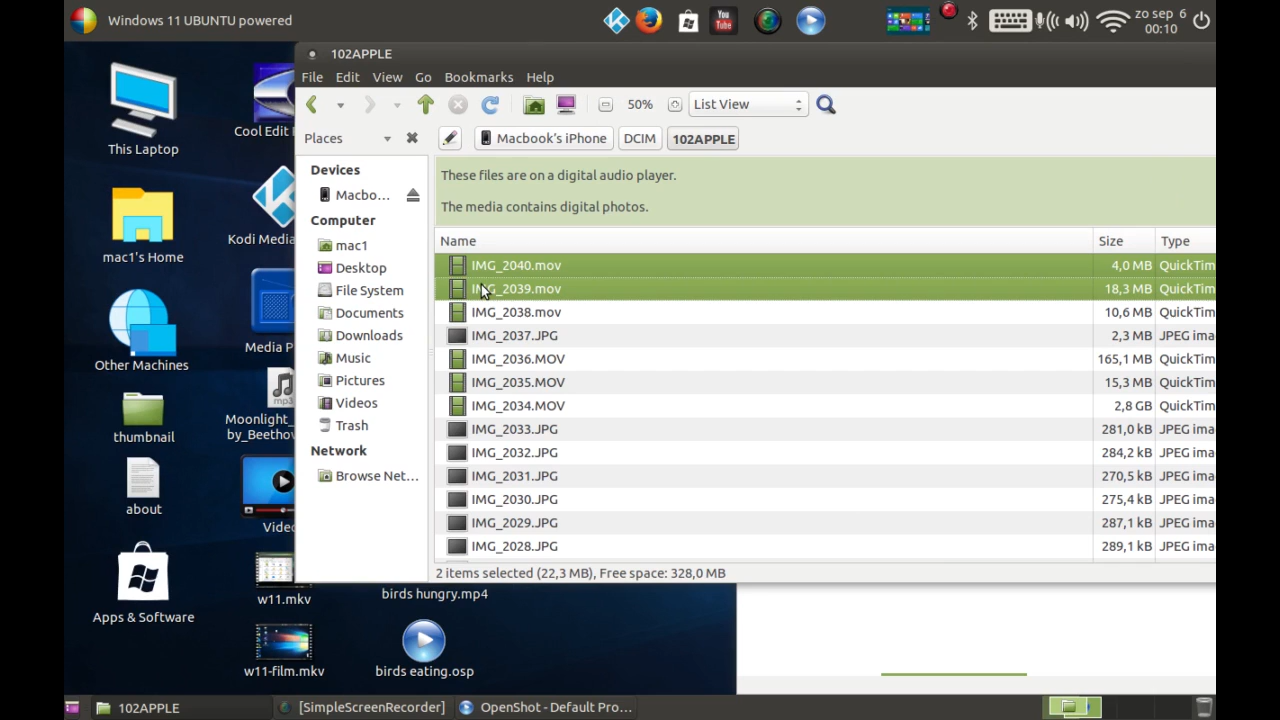 Windows 11 UBUNTU powered
You
Tube
zo sep 6
00:10
102APPLE
File Edit View Go Bookmarks Help
50%
List View
Places
Macbook's iPhone
DCIM
102APPLE
Devices
Macbo...
Computer
mac1
Desktop
File System
Documents
Downloads
Music
Pictures
Videos
Trash
Network
Browse Net...
These files are on a digital audio player.
The media contains digital photos.
Name Size Type
IMG_2040.mov 4,0 MB QuickTim
IMG_2039.mov 18,3 MB QuickTim
IMG_2038.mov 10,6 MB QuickTim
IMG_2037.JPG 2,3 MB JPEG ima
IMG_2036.MOV 165,1 MB QuickTim
IMG_2035.MOV 15,3 MB QuickTim
IMG_2034.MOV 2,8 GB QuickTim
IMG_2033.JPG 281,0 kB JPEG ima
IMG_2032.JPG 284,2 kB JPEG ima
IMG_2031.JPG 270,5 kB JPEG ima
IMG_2030.JPG 275,4 kB JPEG ima
IMG_2029.JPG 287,1 kB JPEG ima
IMG_2028.JPG 289,1 kB JPEG ima
2 items selected (22,3 MB), Free space: 328,0 MB
This Laptop
mac1's Home
Other Machines
thumbnail
about
Apps & Software
Cool Edit
Kodi Media
Media P
mp3
Moonlight_
by_Beethov
Video
w11.mkv
w11-film.mkv
birds hungry.mp4
birds eating.osp
102APPLE
[SimpleScreenRecorder]
OpenShot - Default Pro...